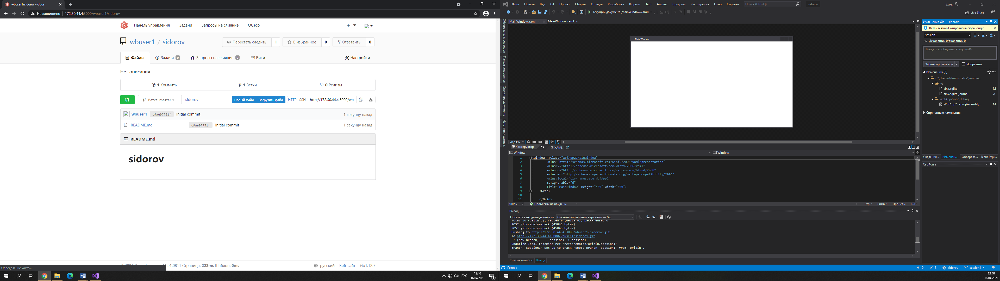 wbuser1/sidorov - Gogs
Не защищено
172.30.44.4:3000/wbuser1/sidorov
Панель управления
Задачи
Запросы на слияние
Обзор
wbuser1 / sidorov
Перестать следить 1
В избранное 0
Ответвить 0
Файлы
Задачи 0
Запросы на слияние 0
Вики
Настройки
Нет описания
1 Коммиты
1 Ветки
0 Релизы
Ветка: master
sidorov
Новый файл
Загрузить файл
HTTP
SSH
http://172.30.44.4:3000/wb
wbuser1 c9ae07751f Initial commit 1 секунду назад
README.md c9ae07751f Initial commit 1 секунду назад
README.md
sidorov
.91.0811 Страница: 222ms Шаблон: 0ms
русский
Веб-сайт
Go1.12.7
Определение хоста...
РУС
13:40
16.04.2021
3
Файл Правка Вид Git Проект Сборка Отладка Разработка Формат Тест Анализ Средства Расширения Окно Справка
Поиск (Ctrl+Q)
sidorov
Вход
Текущий документ (MainWindow.xaml)
Live Share
Обозреватель серверов
Панель элементов
Структура документа
Источники данных
MainWindow.xaml
MainWindow.xaml.cs
MainWindow
78,44%
Конструктор
XAML
Window
Window
1 <Window x:Class="WpfApp2.MainWindow"
2 xmlns="http://schemas.microsoft.com/winfx/2006/xaml/presentation"
3 xmlns:x="http://schemas.microsoft.com/winfx/2006/xaml"
4 xmlns:d="http://schemas.microsoft.com/expression/blend/2008"
5 xmlns:mc="http://schemas.openxmlformats.org/markup-compatibility/2006"
6 xmlns:local="clr-namespace:WpfApp2"
7 mc:Ignorable="d"
8 Title="MainWindow" Height="450" Width="800">
9 <Grid>
10
11 </Grid>
100 %
Проблемы не найдены.
Стр: 1
Симв: 1
Пробелы
CRLF
Вывод
Показать выходные данные из: Система управления версиями — Git
POST git-receive-pack (45843 bytes)
POST git-receive-pack (45843 bytes)
Pushing to http://172.30.44.4:3000/wbuser1/sidorov.git
To http://172.30.44.4:3000/wbuser1/sidorov.git
* [new branch] session1 -> session1
updating local tracking ref 'refs/remotes/origin/session1'
Branch 'session1' set up to track remote branch 'session1' from 'origin'.
Список ошибок
Вывод
Готово
Изменения Git — sidorov
Ветвь session1 отправлена сюда: origin.
session1
Исходящих 0/входящих 0
Введите сообщение <Required>
Зафиксировать все
Исправить
Изменения (3)
C:\Users\Administrator\Source\...
.vs
slnx.sqlite M
slnx.sqlite-journal A
WpfApp2\obj\Debug
WpfApp2.csprojAssembly... M
Спрятанные изменения
Сведения...
Изменен...
Обозрева...
Team Expl...
Свойства
0
3
sidorov
session1
13:40
16.04.2021